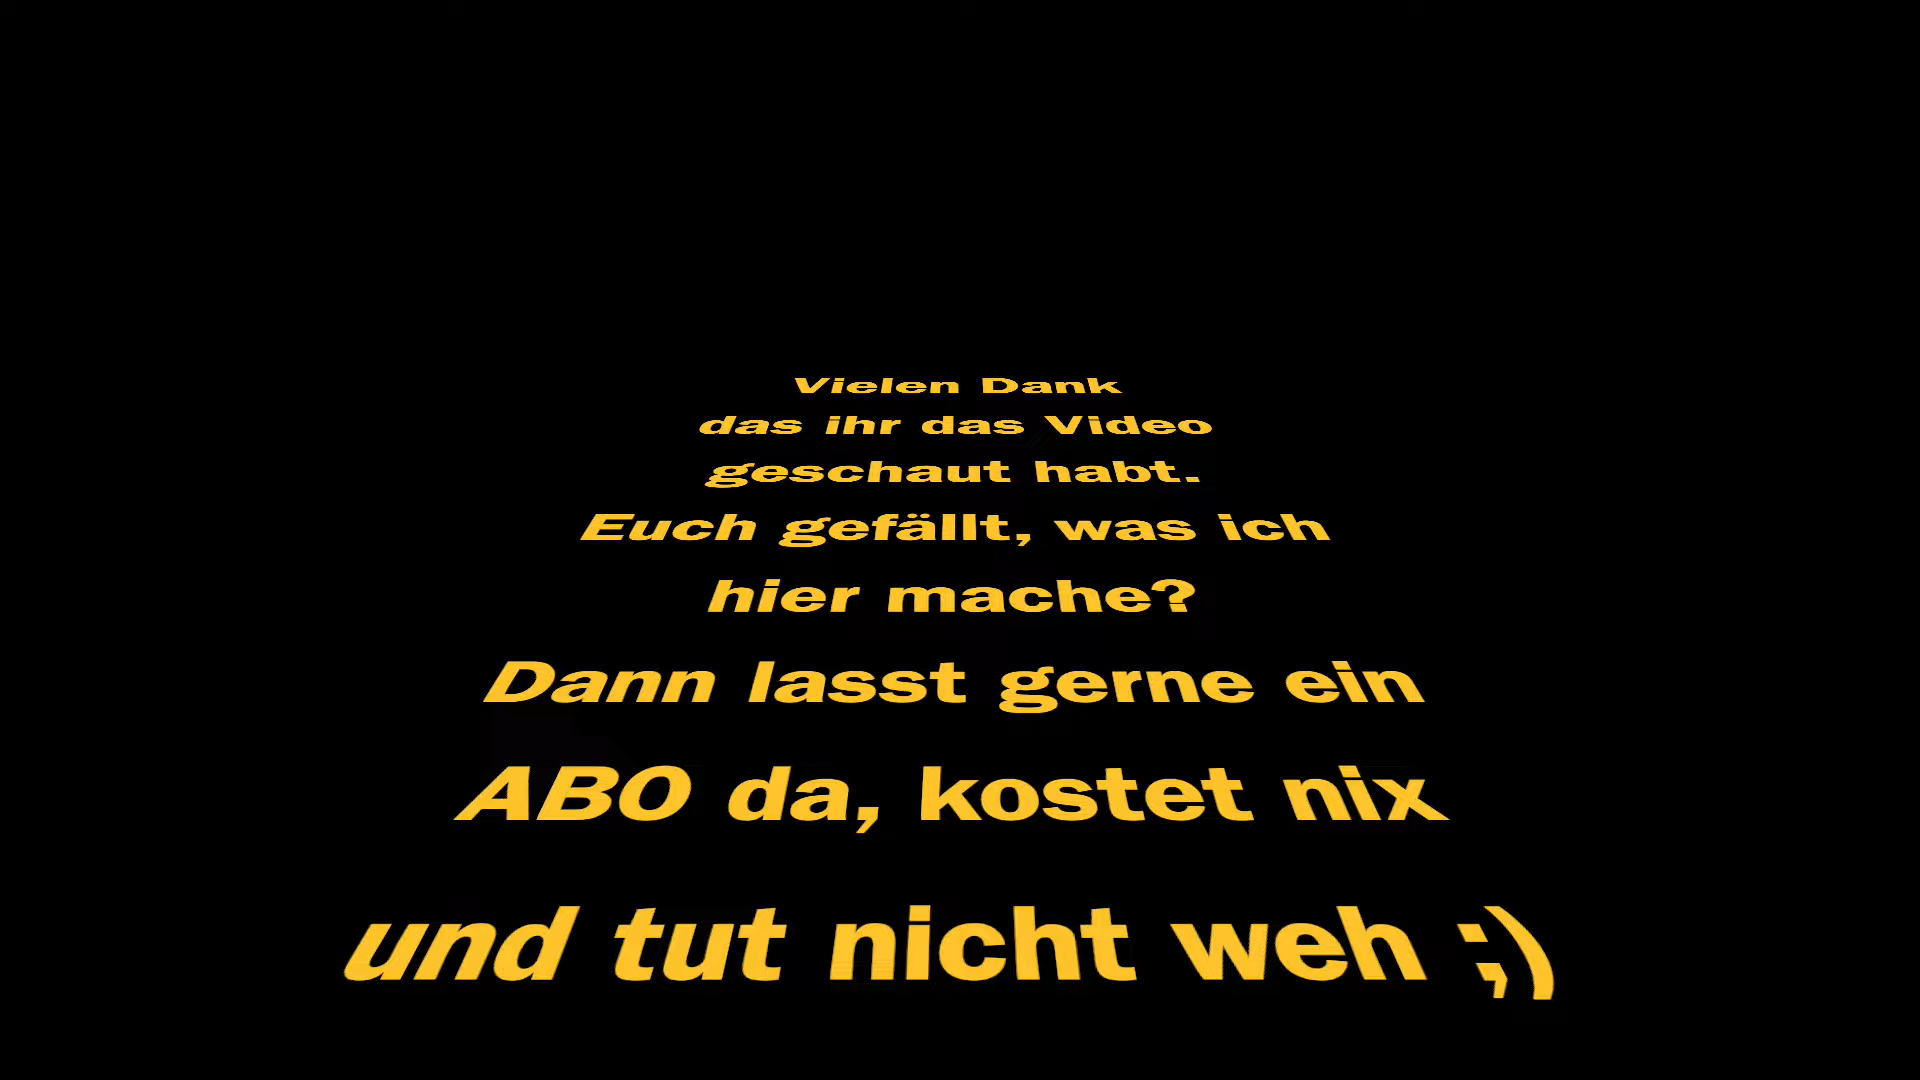 Vielen Dank
das ihr das Video
geschaut habt.
Euch gefällt, was ich
hier mache?
Dann lasst gerne ein
ABO da, kostet nix
und tut nicht weh ;)